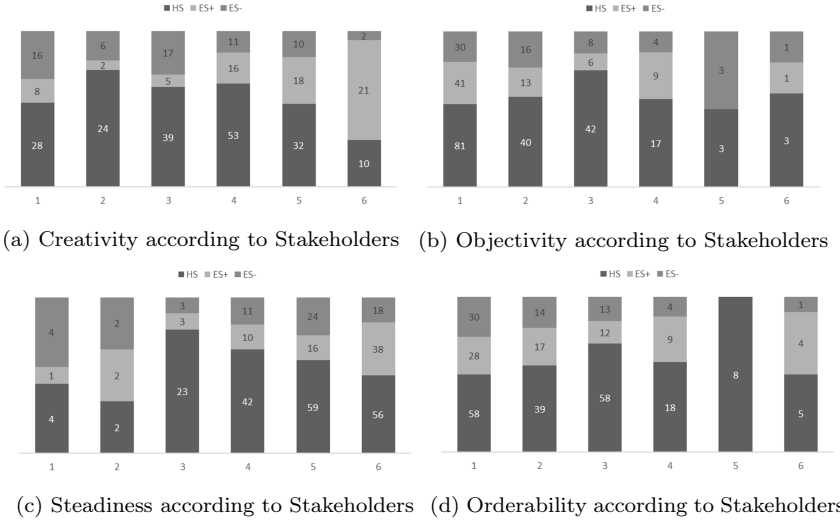 HS ES+ ES-
16 6 17 11 10 2
8 2 5 16 18 21
28 24 39 53 32 10
1 2 3 4 5 6
(a) Creativity according to Stakeholders
HS ES+ ES-
30 16 8 4 3 1
41 13 6 9 1
81 40 42 17 3 3
1 2 3 4 5 6
(b) Objectivity according to Stakeholders
HS ES+ ES-
4 2 3 11 24 18
1 2 3 10 16 38
4 2 23 42 59 56
1 2 3 4 5 6
(c) Steadiness according to Stakeholders
HS ES+ ES-
30 14 13 4 1
28 17 12 9 4
58 39 58 18 8 5
1 2 3 4 5 6
(d) Orderability according to Stakeholders